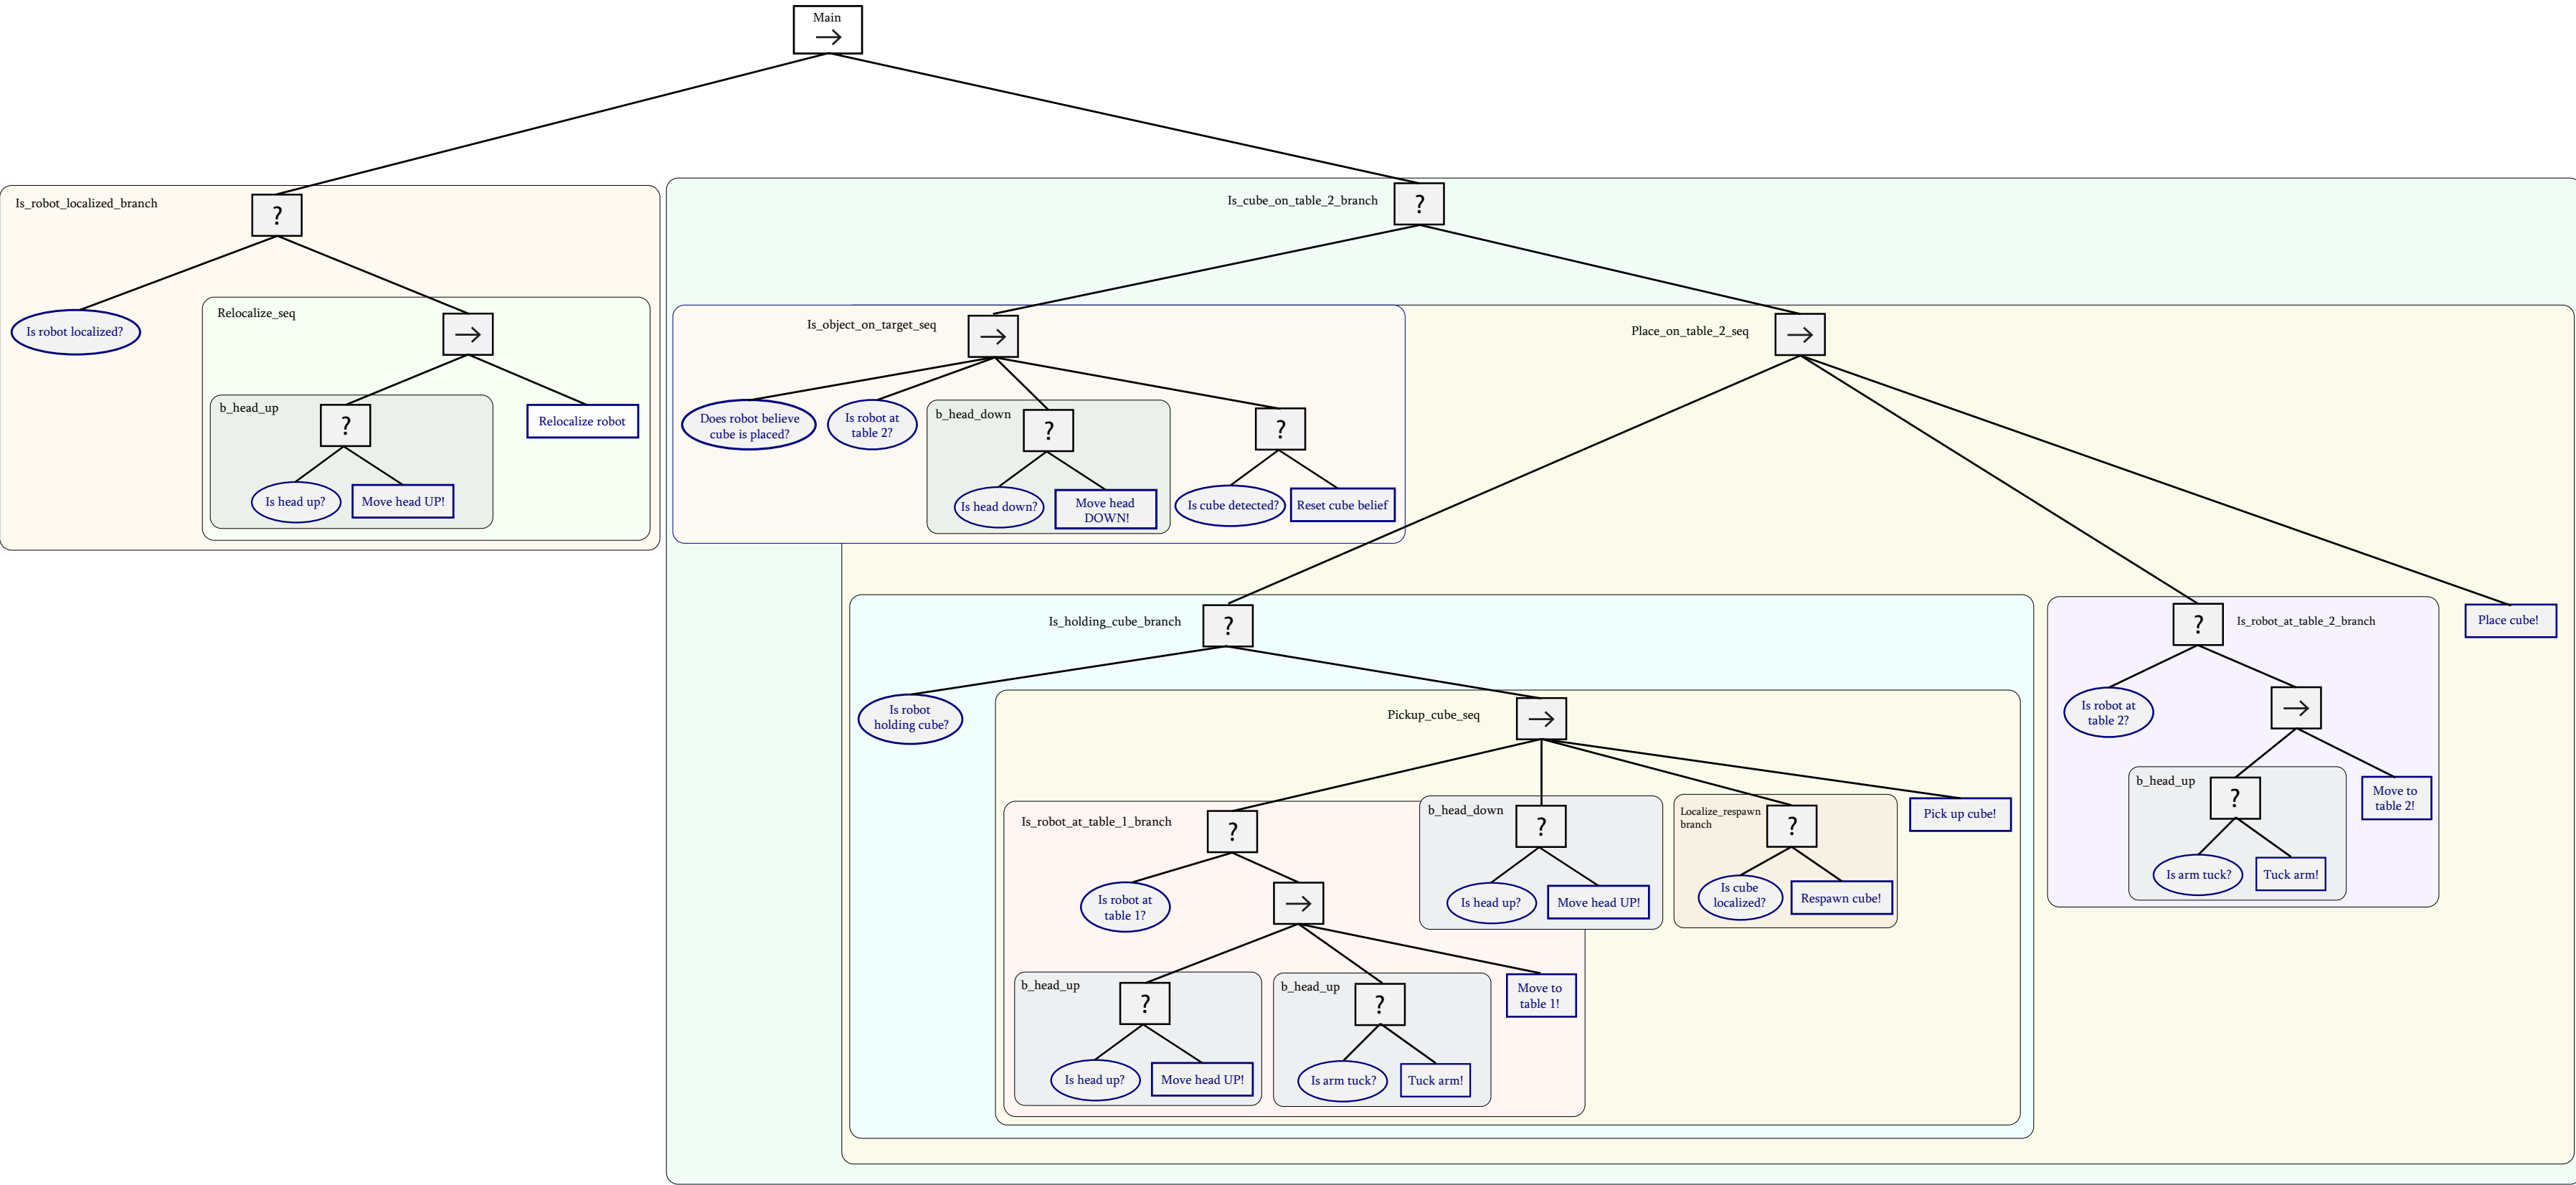 Main
→
Is_robot_localized_branch
?
Is robot localized?
Relocalize_seq
→
b_head_up
?
Is head up?
Move head UP!
Relocalize robot
Is_cube_on_table_2_branch
?
Is_object_on_target_seq
→
Does robot believe
cube is placed?
Is robot at
table 2?
b_head_down
?
Is head down?
Move head
DOWN!
?
Is cube detected?
Reset cube belief
Place_on_table_2_seq
→
Is_holding_cube_branch
?
Is robot
holding cube?
Pickup_cube_seq
→
Is_robot_at_table_1_branch
?
Is robot at
table 1?
→
b_head_up
?
Is head up?
Move head UP!
b_head_up
?
Is arm tuck?
Tuck arm!
Move to
table 1!
b_head_down
?
Is head up?
Move head UP!
Localize_respawn
branch
?
Is cube
localized?
Respawn cube!
Pick up cube!
?
Is_robot_at_table_2_branch
Is robot at
table 2?
→
b_head_up
?
Is arm tuck?
Tuck arm!
Move to
table 2!
Place cube!